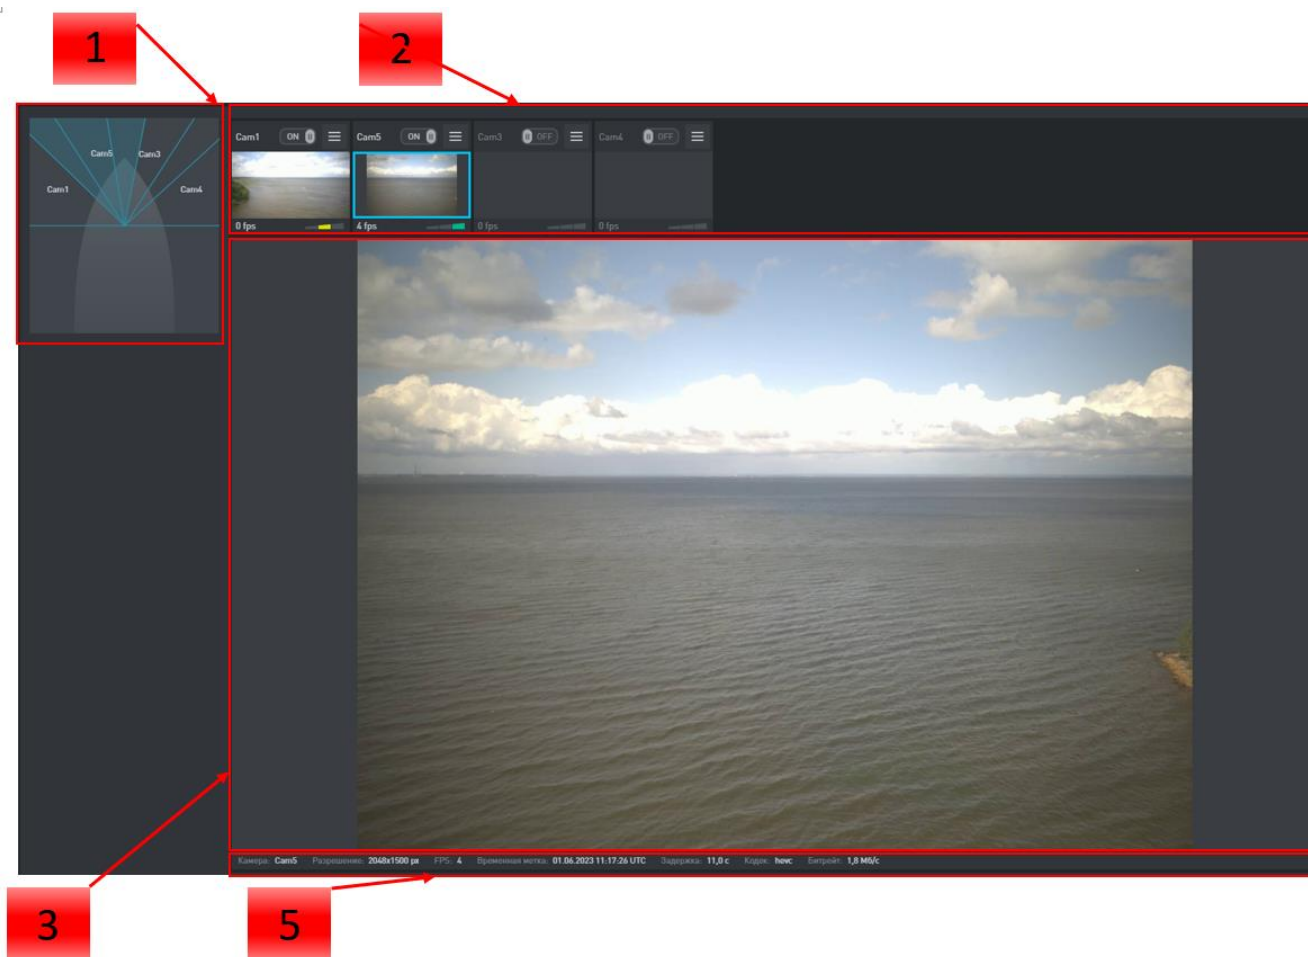 1
2
Cam1 ON Cam5 ON Cam3 OFF Cam4 OFF
Cam5 Cam3
Cam1 Cam4
0 fps 4 fps 0 fps 0 fps
Камера: Cam5 Разрешение: 2048x1500 px FPS: 4 Временная метка: 01.06.2023 11:17:26 UTC Задержка: 11,0 с Кодек: hevc Битрейт: 1,8 Мб/с
3
5